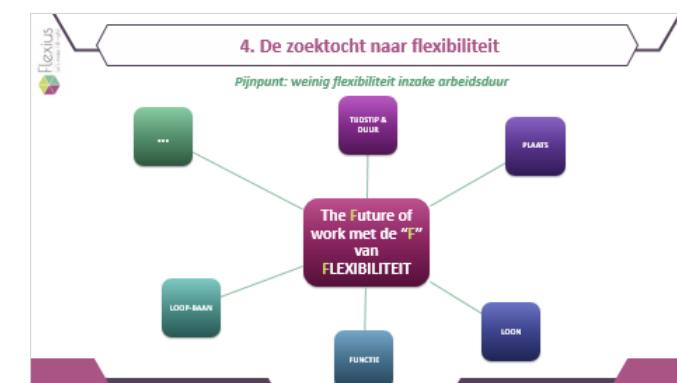 Flexius
4. De zoektocht naar flexibiliteit
Pijnpunt: weinig flexibiliteit inzake arbeidsduur
...
TIJDSTIP &
DUUR
PLAATS
The Future of
work met de “F”
van
FLEXIBILITEIT
LOOP-BAAN
LOON
FUNCTIE